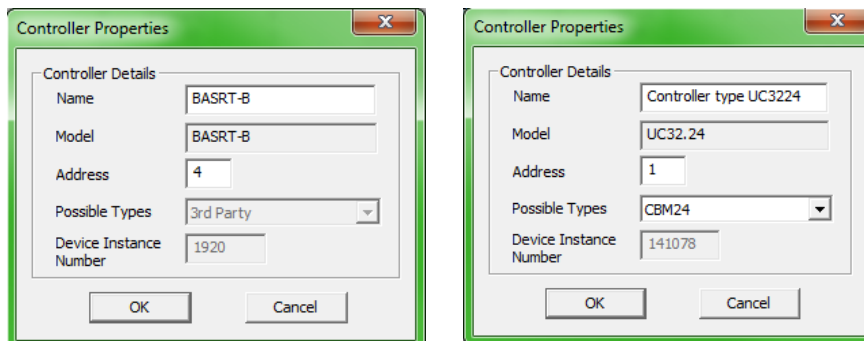 Controller Properties
Controller Details
Name BASRT-B
Model BASRT-B
Address 4
Possible Types 3rd Party
Device Instance Number 1920
OK Cancel
Controller Properties
Controller Details
Name Controller type UC3224
Model UC32.24
Address 1
Possible Types CBM24
Device Instance Number 141078
OK Cancel